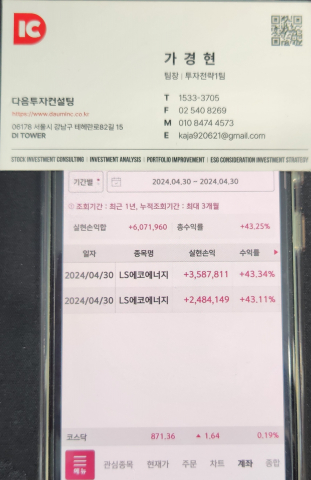 IC
가 경 현
팀장 | 투자전략1팀
다음투자컨설팅
https://www.dauminc.co.kr
06178 서울시 강남구 테헤란로82길 15
DI TOWER
T 1533-3705
F 02 540 8269
M 010 8474 4573
E kaja920621@gmail.com
STOCK INVESTMENT CONSULTING | INVESTMENT ANALYSIS | PORTFOLIO IMPROVEMENT | ESG CONSIDERATION INVESTMENT STRATEGY
기간별 2024.04.30 ~ 2024.04.30
조회기간 : 최근 1년, 누적조회기간 : 최대 3개월
실현손익합 +6,071,960 총수익률 +43.25%
일자 종목명 실현손익 수익률
2024/04/30 LS에코에너지 +3,587,811 +43.34%
2024/04/30 LS에코에너지 +2,484,149 +43.11%
코스닥 871.36 ▲ 1.64 0.19%
메뉴 관심종목 현재가 주문 차트 계좌 종합